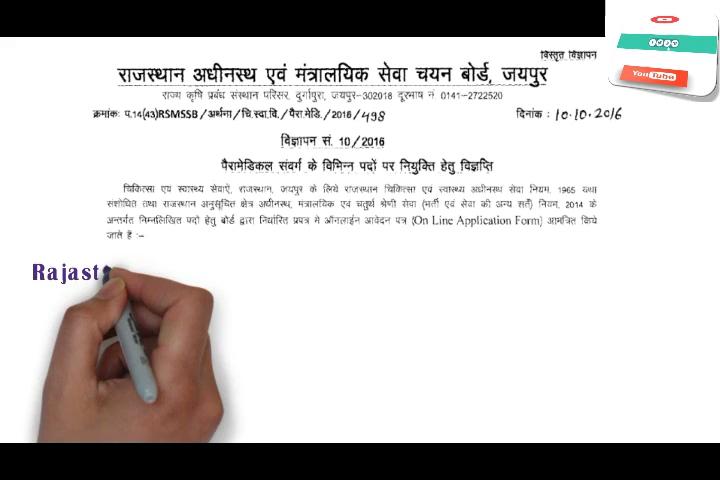 विस्तृत विज्ञापन
राजस्थान अधीनस्थ एवं मंत्रालयिक सेवा चयन बोर्ड, जयपुर
राज्य कृषि प्रबंध संस्थान परिसर, दुर्गापुरा, जयपुर-302018 दूरभाष नं 0141-2722520
क्रमांकः प.14(43)RSMSSB/अर्थना/चि.स्वा.वि./पैरा.मेडि./2016/498 दिनांक : 10.10.2016
विज्ञापन सं. 10/2016
पैरामेडिकल संवर्ग के विभिन्न पदों पर नियुक्ति हेतु विज्ञप्ति
चिकित्सा एवं स्वास्थ्य सेवाऐं, राजस्थान, जयपुर के लिये राजस्थान चिकित्सा एवं स्वास्थ्य अधीनस्थ सेवा नियम, 1965 यथा
संशोधित तथा राजस्थान अनुसूचित क्षेत्र अधीनस्थ, मंत्रालयिक एवं चतुर्थ श्रेणी सेवा (भर्ती एवं सेवा की अन्य शर्तें) नियम, 2014 के
अन्तर्गत निम्नलिखित पदों हेतु बोर्ड द्वारा निर्धारित प्रपत्र मे ऑनलाईन आवेदन पत्र (On Line Application Form) आमंत्रित किये
जाते हैं :–
Rajast
You Tube